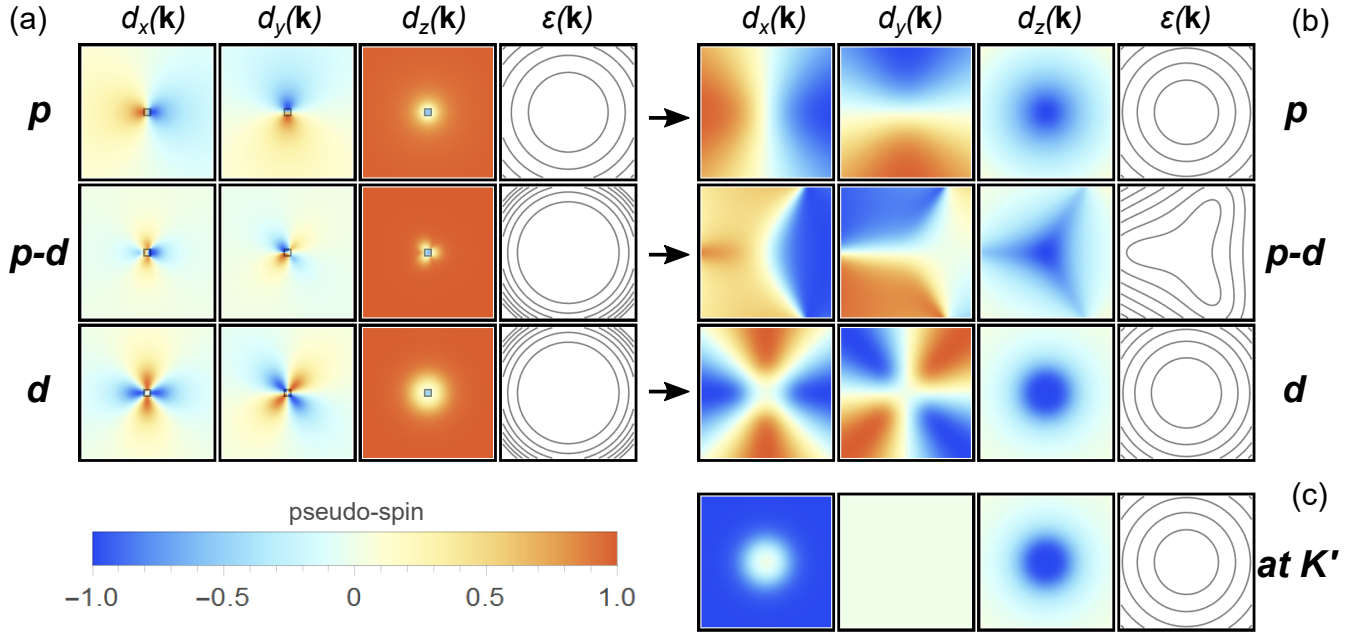 (a) dx(k) dy(k) dz(k) ε(k) dx(k) dy(k) dz(k) ε(k) (b)
p p
p-d p-d
d d
(c)
pseudo-spin
at K'
−1.0 −0.5 0 0.5 1.0